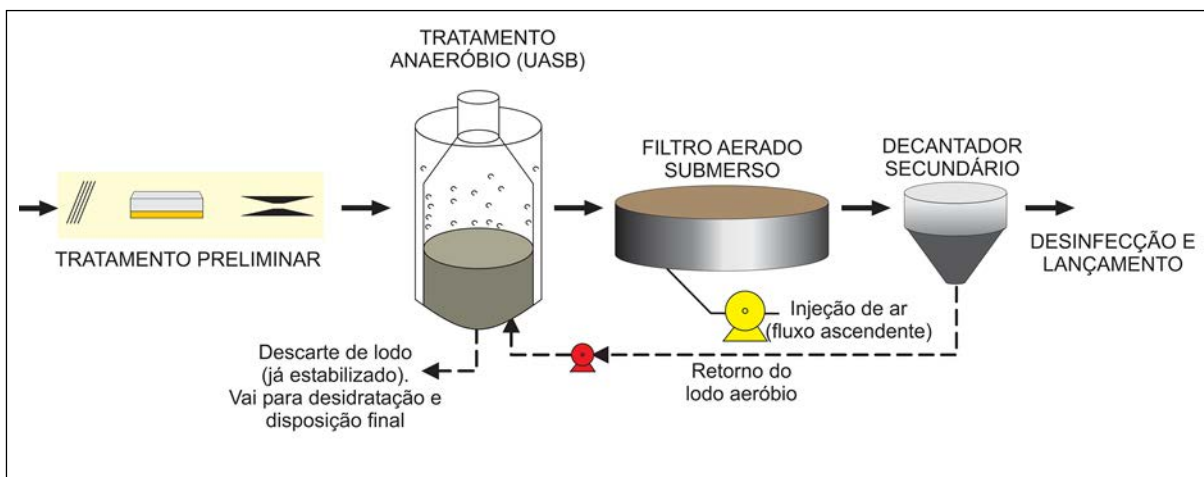 TRATAMENTO
ANAERÓBIO (UASB)
FILTRO AERADO
SUBMERSO
DECANTADOR
SECUNDÁRIO
TRATAMENTO PRELIMINAR
DESINFECÇÃO E
LANÇAMENTO
Injeção de ar
(fluxo ascendente)
Descarte de lodo
(já estabilizado).
Vai para desidratação e
disposição final
Retorno do
lodo aeróbio